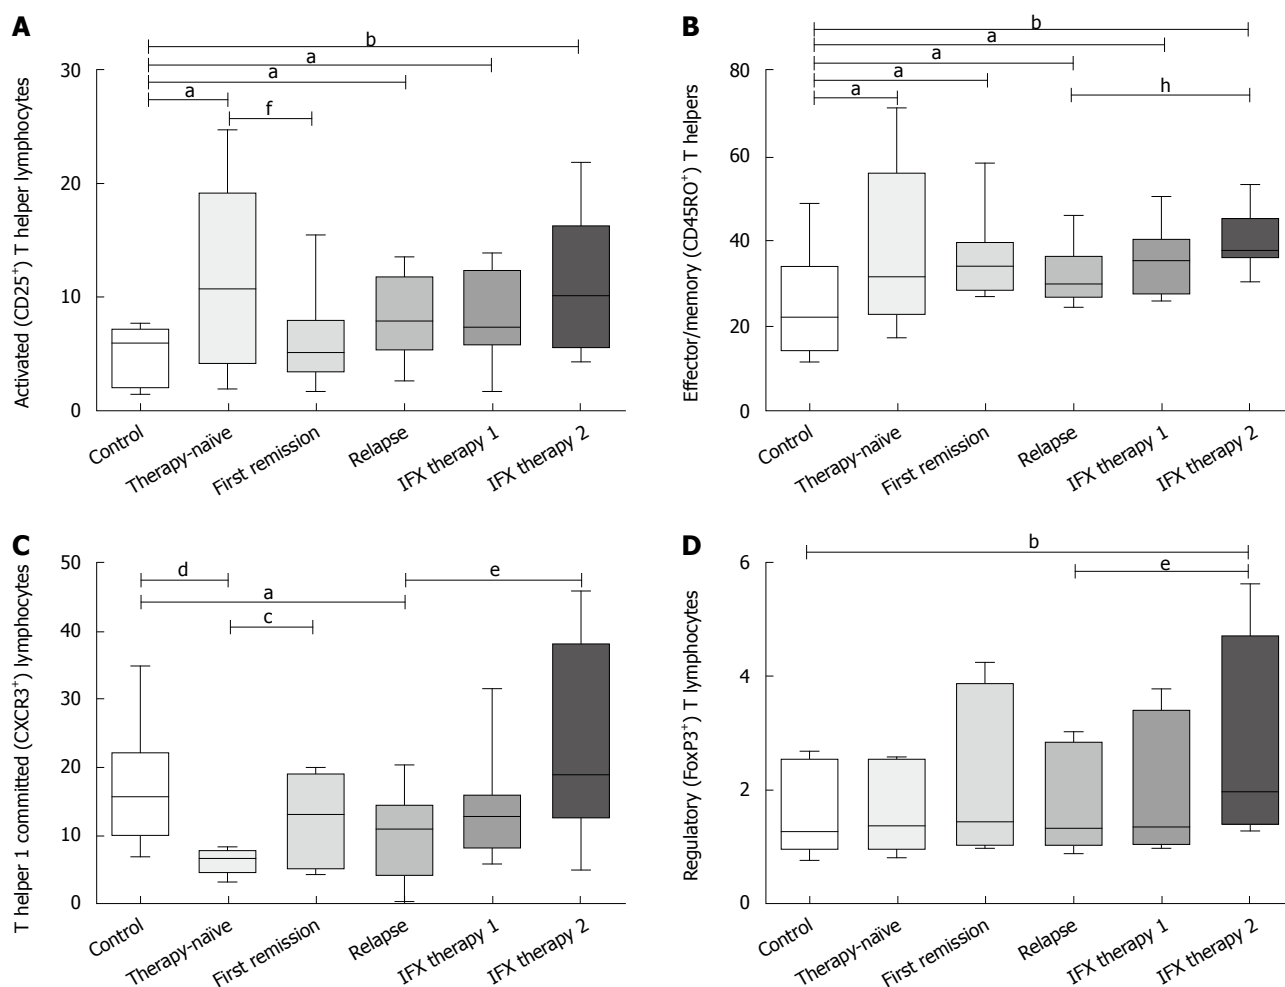 A
b
a
a
a
f
30
20
10
0
Activated (CD25⁺) T helper lymphocytes
Control
Therapy-naïve
First remission
Relapse
IFX therapy 1
IFX therapy 2
B
b
a
a
a
a
h
80
60
40
20
0
Effector/memory (CD45RO⁺) T helpers
Control
Therapy-naïve
First remission
Relapse
IFX therapy 1
IFX therapy 2
C
d
e
a
c
50
40
30
20
10
0
T helper 1 committed (CXCR3⁺) lymphocytes
Control
Therapy-naïve
First remission
Relapse
IFX therapy 1
IFX therapy 2
D
b
e
6
4
2
0
Regulatory (FoxP3⁺) T lymphocytes
Control
Therapy-naïve
First remission
Relapse
IFX therapy 1
IFX therapy 2